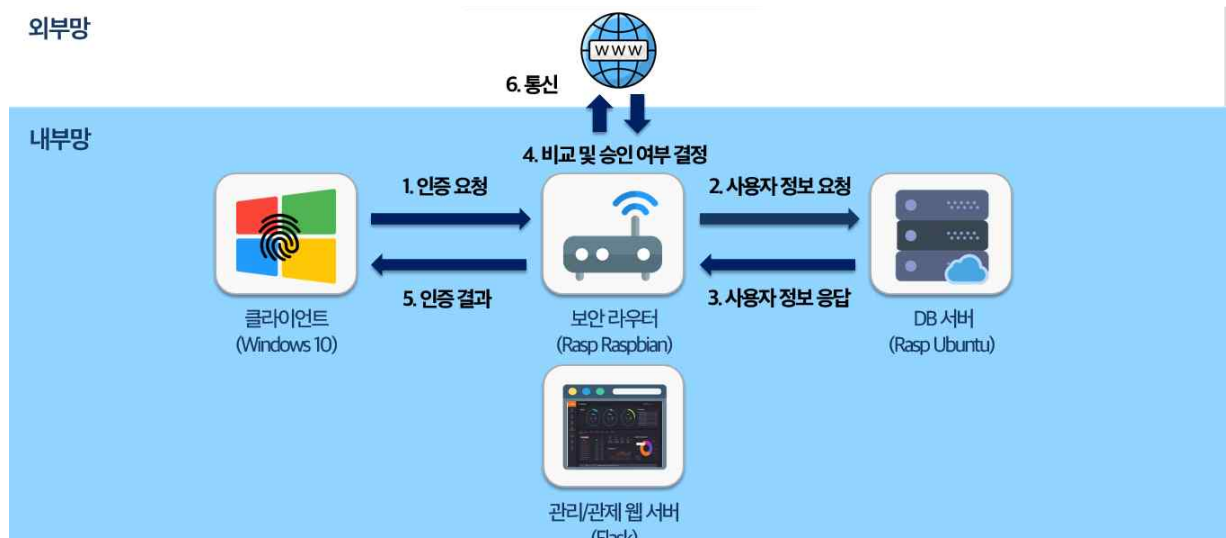 외부망
WWW
6. 통신
내부망
4. 비교 및 승인 여부 결정
1. 인증 요청
2. 사용자 정보 요청
5. 인증 결과
3. 사용자 정보 응답
클라이언트
(Windows 10)
보안 라우터
(Rasp Raspbian)
DB 서버
(Rasp Ubuntu)
관리/관제 웹 서버
(Flask)